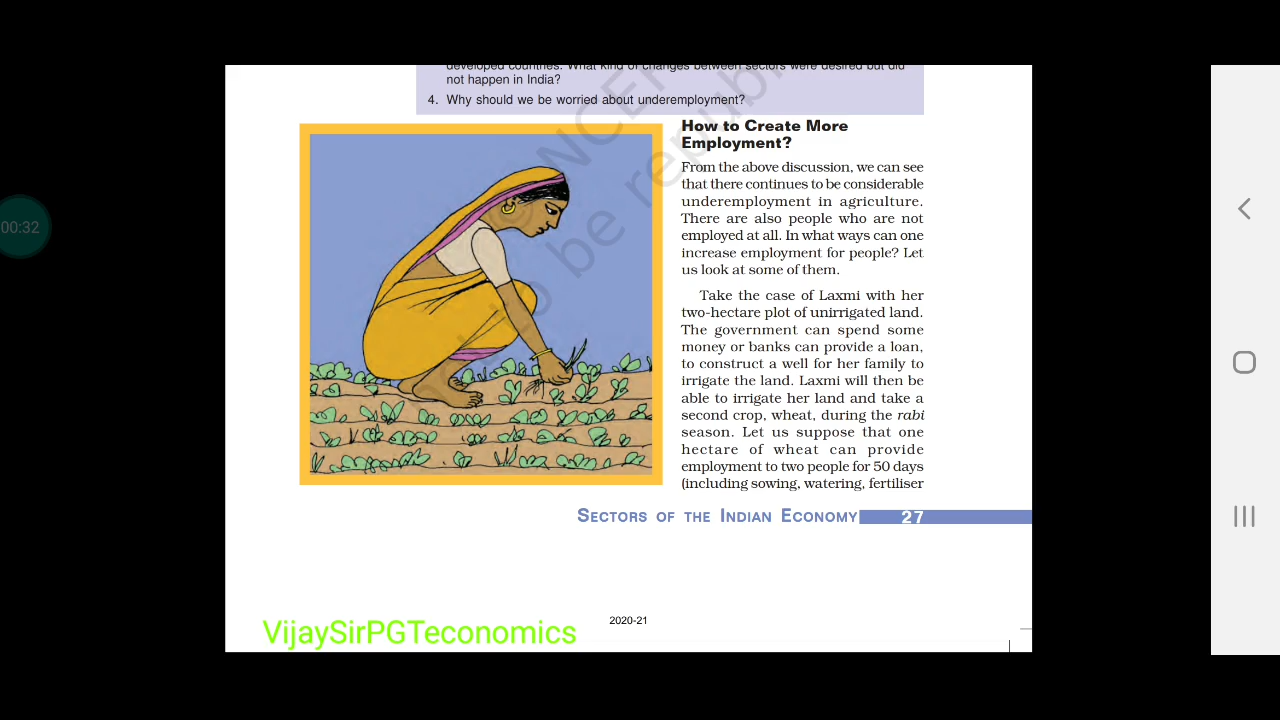 00:32
developed countries. What kind of changes between sectors were desired but did
not happen in India?
4. Why should we be worried about underemployment?
How to Create More
Employment?
From the above discussion, we can see
that there continues to be considerable
underemployment in agriculture.
There are also people who are not
employed at all. In what ways can one
increase employment for people? Let
us look at some of them.
Take the case of Laxmi with her
two-hectare plot of unirrigated land.
The government can spend some
money or banks can provide a loan,
to construct a well for her family to
irrigate the land. Laxmi will then be
able to irrigate her land and take a
second crop, wheat, during the rabi
season. Let us suppose that one
hectare of wheat can provide
employment to two people for 50 days
(including sowing, watering, fertiliser
SECTORS OF THE INDIAN ECONOMY 27
2020-21
VijaySirPGTeconomics
© NCER
not to be republi